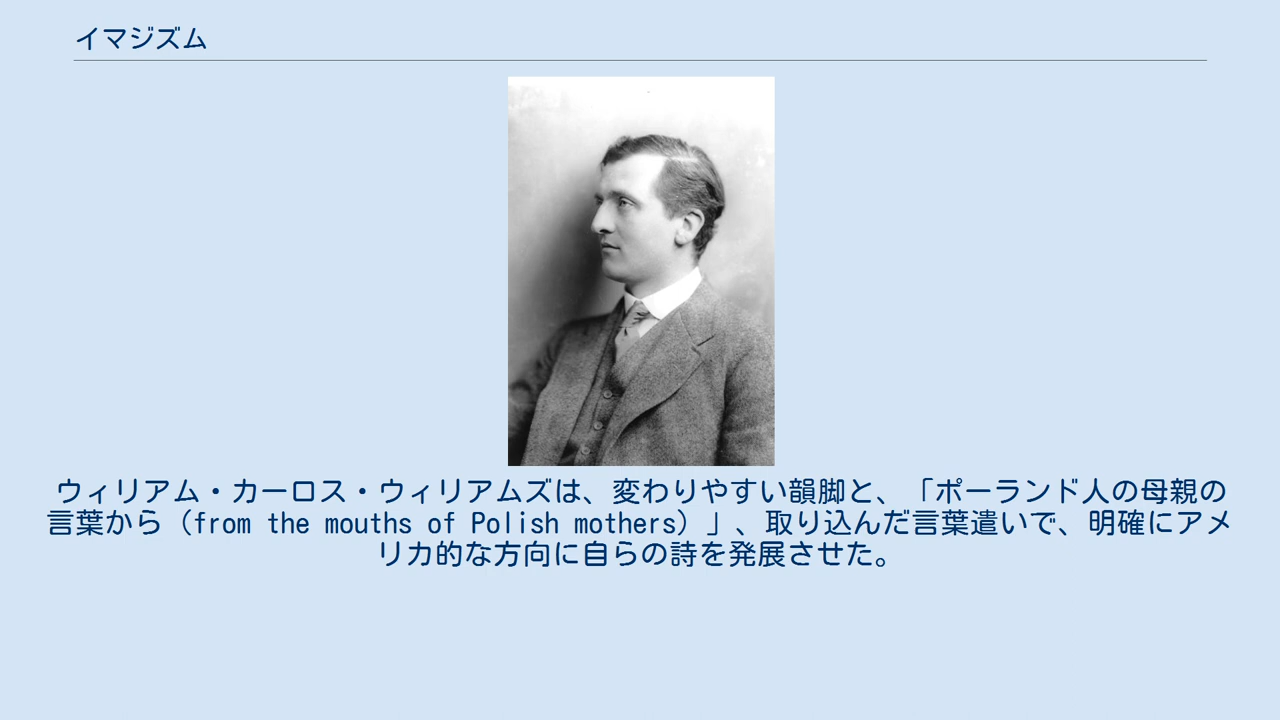 イマジズム
ウィリアム・カーロス・ウィリアムズは、変わりやすい韻脚と、「ポーランド人の母親の
言葉から（from the mouths of Polish mothers）」、取り込んだ言葉遣いで、明確にアメ
リカ的な方向に自らの詩を発展させた。